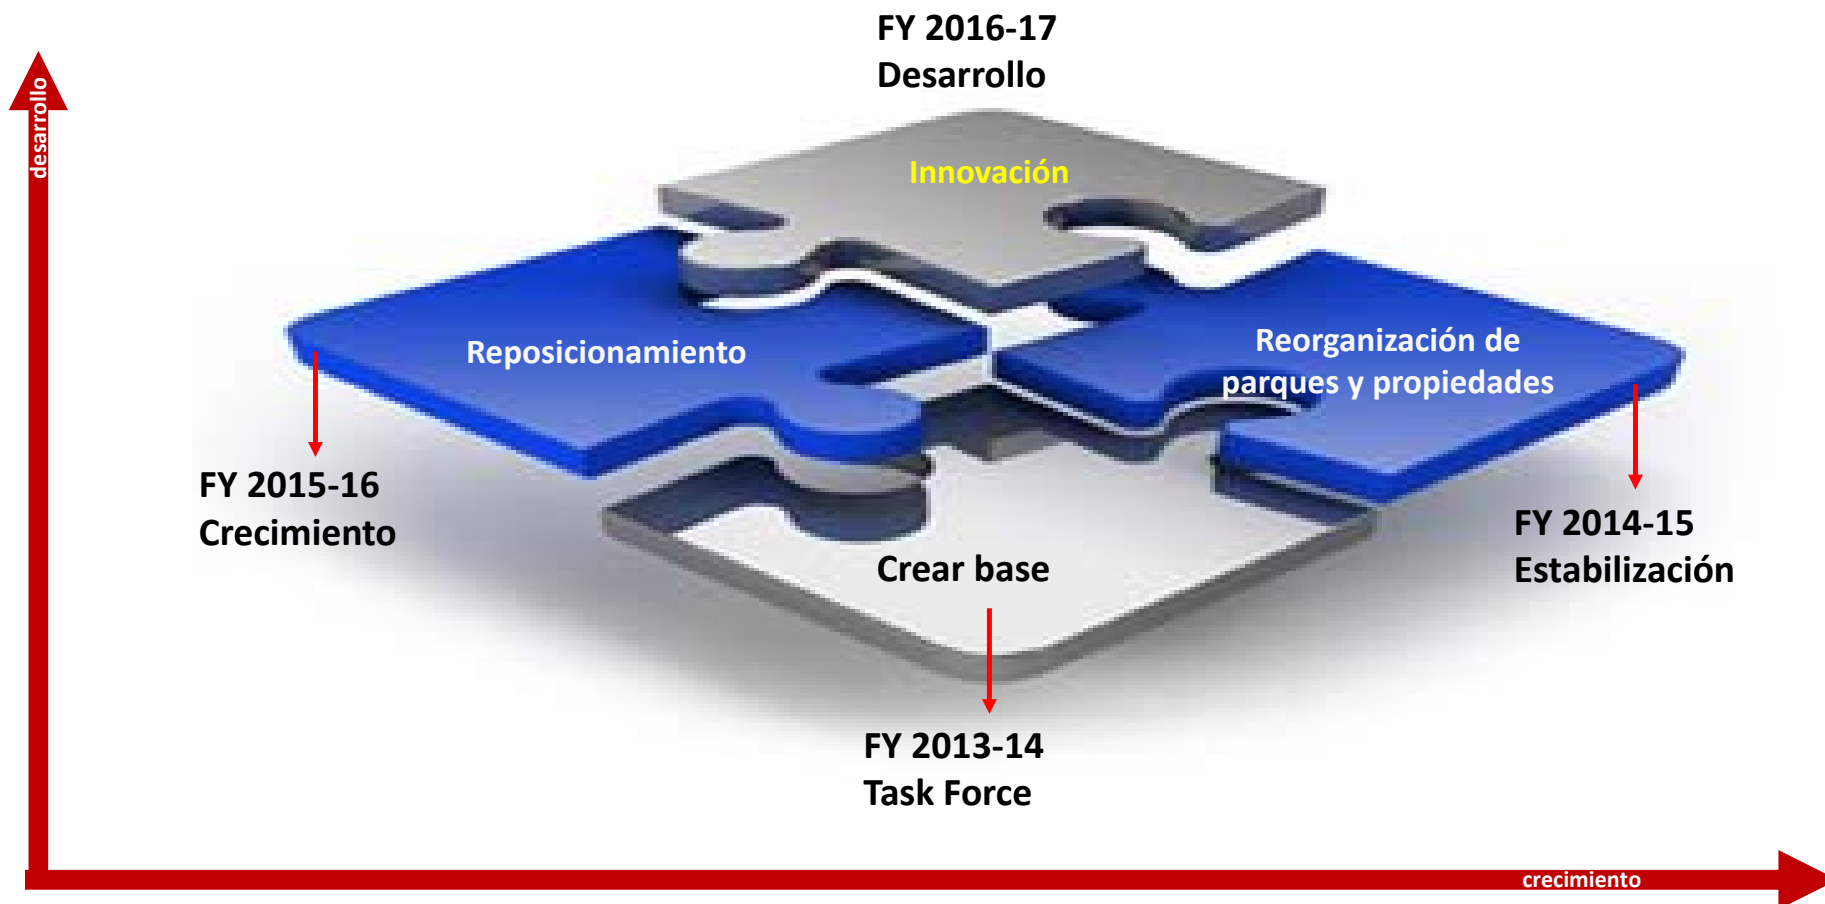 FY 2016-17
Desarrollo
desarrollo
Innovación
Reposicionamiento
Reorganización de
parques y propiedades
FY 2015-16
Crecimiento
FY 2014-15
Estabilización
Crear base
FY 2013-14
Task Force
crecimiento